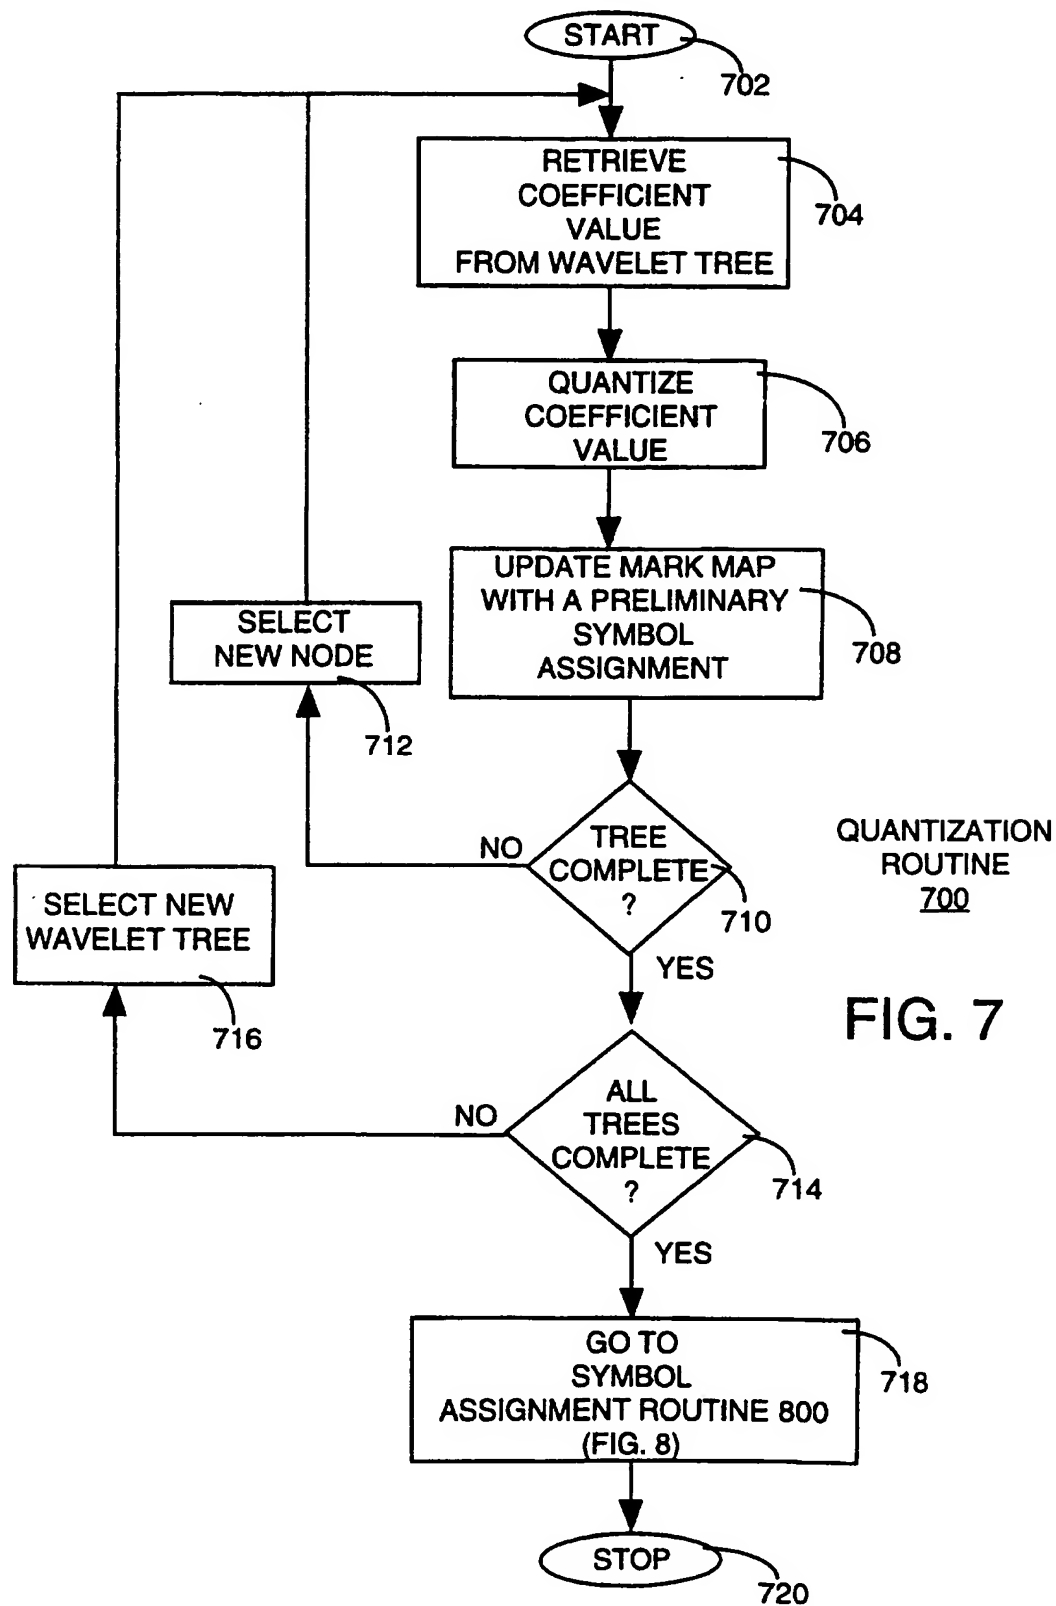 START
702
RETRIEVE
COEFFICIENT
VALUE
FROM WAVELET TREE
704
QUANTIZE
COEFFICIENT
VALUE
706
UPDATE MARK MAP
WITH A PRELIMINARY
SYMBOL
ASSIGNMENT
708
SELECT
NEW NODE
712
TREE
COMPLETE
?
710
NO
YES
QUANTIZATION
ROUTINE
700
SELECT NEW
WAVELET TREE
716
FIG. 7
ALL
TREES
COMPLETE
?
714
NO
YES
GO TO
SYMBOL
ASSIGNMENT ROUTINE 800
(FIG. 8)
718
STOP
720